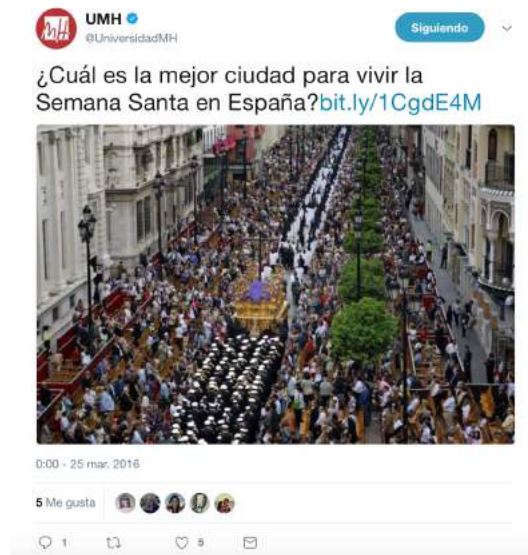 UMH
@UniversidadMH
Siguiendo
¿Cuál es la mejor ciudad para vivir la
Semana Santa en España?bit.ly/1CgdE4M
0:00 - 25 mar. 2016
5 Me gusta
1
5